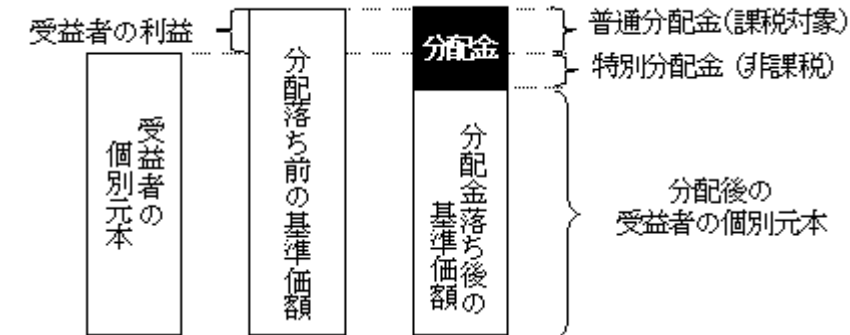 受益者の利益
分配金
普通分配金(課税対象)
特別分配金 (非課税)
受益者の
個別元本
分配落ち前の基準価額
分配金落ち後の
基準価額
分配後の
受益者の個別元本